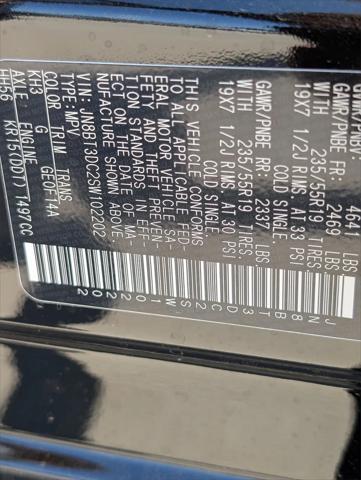 GVWR/PNBV 4641 LBS.
GAWR/PNBE FR: 2469 LBS.
WITH 235/55R19 TIRES
19X7 1/2J RIMS AT 33 PSI
COLD SINGLE.
GAWR/PNBE RR: 2337 LBS.
WITH 235/55R19 TIRES
19X7 1/2J RIMS AT 30 PSI
COLD SINGLE.
THIS VEHICLE CONFORMS
TO ALL APPLICABLE FED-
ERAL MOTOR VEHICLE SA-
FETY AND THEFT PREVEN-
TION STANDARDS IN EFF-
ECT ON THE DATE OF MA-
NUFACTURE SHOWN ABOVE.
JN8BT3DC2SW102202
JN8BT3DC2SW102202
TYPE:MPV
COLOR TRIM TRANS
KH3 G GE0F14A
AXLE ENGINE
HH56 KR15(DDT) 1497CC